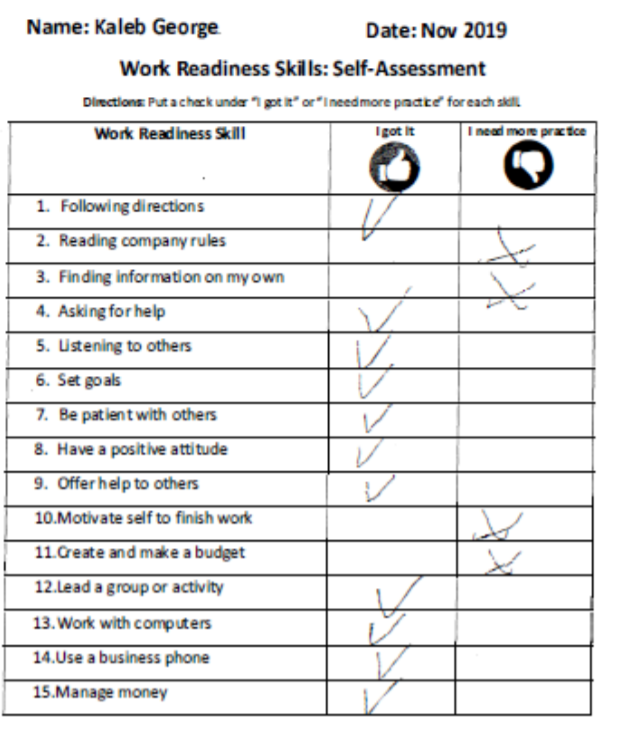 Name: Kaleb George.
Date: Nov 2019
Work Readiness Skills: Self-Assessment
Directions: Put a check under "I got it" or "I need more practice" for each skill.
Work Readiness Skill
I got it
I need more practice
1. Following directions ✓
2. Reading company rules ✗
3. Finding information on my own ✗
4. Asking for help ✓
5. Listening to others ✓
6. Set goals ✓
7. Be patient with others ✓
8. Have a positive attitude ✓
9. Offer help to others ✓
10.Motivate self to finish work ✗
11.Create and make a budget ✗
12.Lead a group or activity ✓
13.Work with computers ✓
14.Use a business phone ✓
15.Manage money ✓